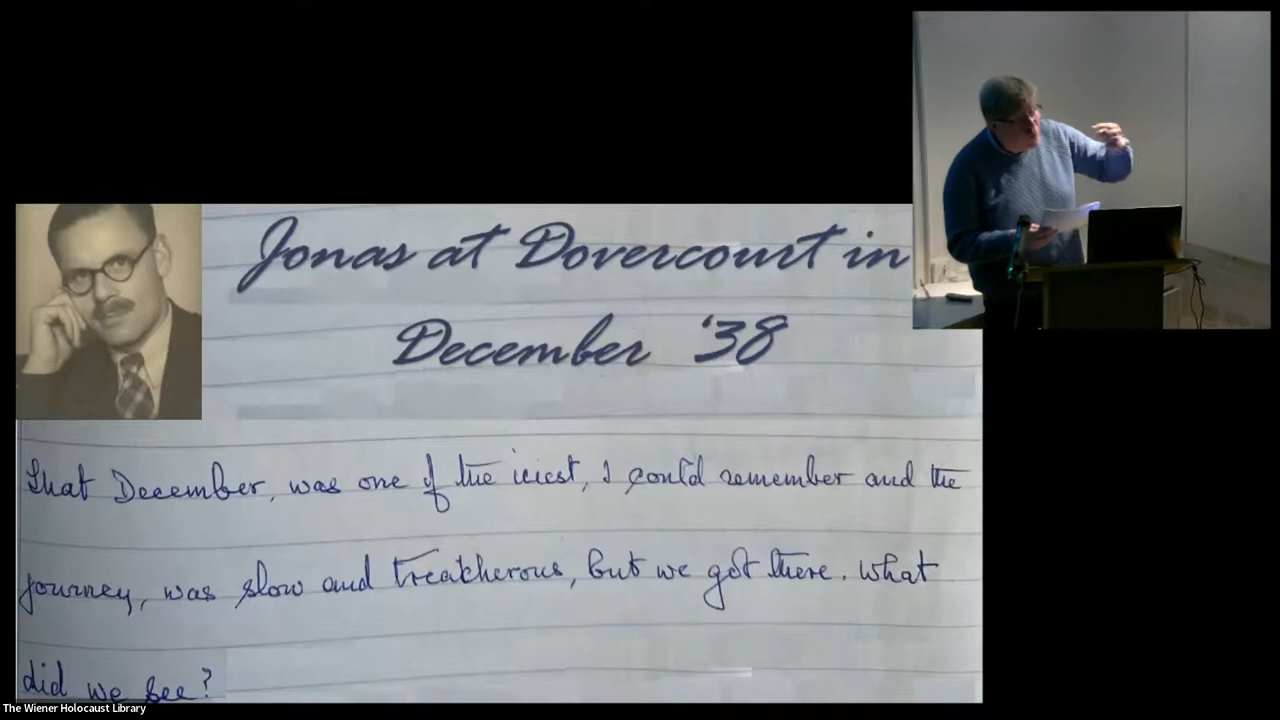 Jonas at Dovercourt in
December '38
that December, was one of the iciest, I could remember and the
journey, was slow and treatcherous, but we got there. What
did we see?
The Wiener Holocaust Library